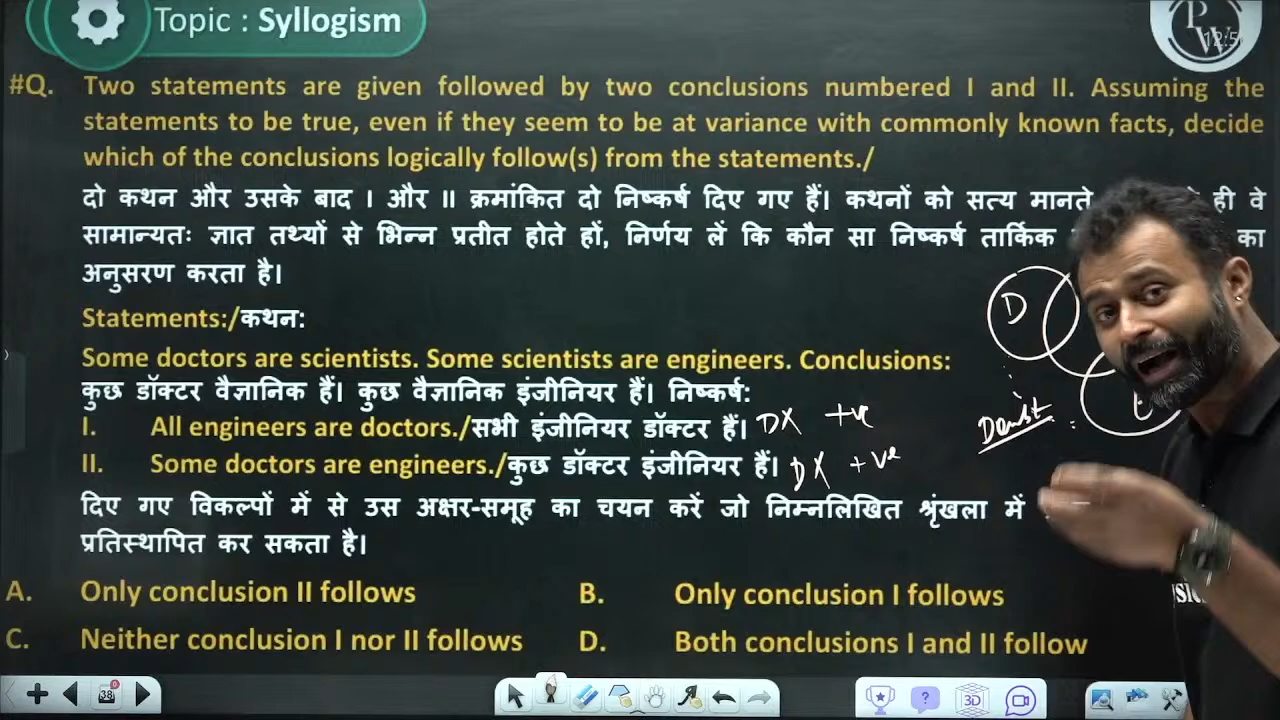 Topic : Syllogism
PW
12:5
#Q. Two statements are given followed by two conclusions numbered I and II. Assuming the
statements to be true, even if they seem to be at variance with commonly known facts, decide
which of the conclusions logically follow(s) from the statements./
दो कथन और उसके बाद I और II क्रमांकित दो निष्कर्ष दिए गए हैं। कथनों को सत्य मानते ही वे
सामान्यतः ज्ञात तथ्यों से भिन्न प्रतीत होते हों, निर्णय लें कि कौन सा निष्कर्ष तार्किक का
अनुसरण करता है।
Statements:/कथन:
D
Some doctors are scientists. Some scientists are engineers. Conclusions:
कुछ डॉक्टर वैज्ञानिक हैं। कुछ वैज्ञानिक इंजीनियर हैं। निष्कर्ष:
E
I. All engineers are doctors./सभी इंजीनियर डॉक्टर हैं। DX +ve
II. Some doctors are engineers./कुछ डॉक्टर इंजीनियर हैं। DX +ve
दिए गए विकल्पों में से उस अक्षर-समूह का चयन करें जो निम्नलिखित श्रृंखला में
प्रतिस्थापित कर सकता है।
A. Only conclusion II follows B. Only conclusion I follows
C. Neither conclusion I nor II follows D. Both conclusions I and II follow
38
3D